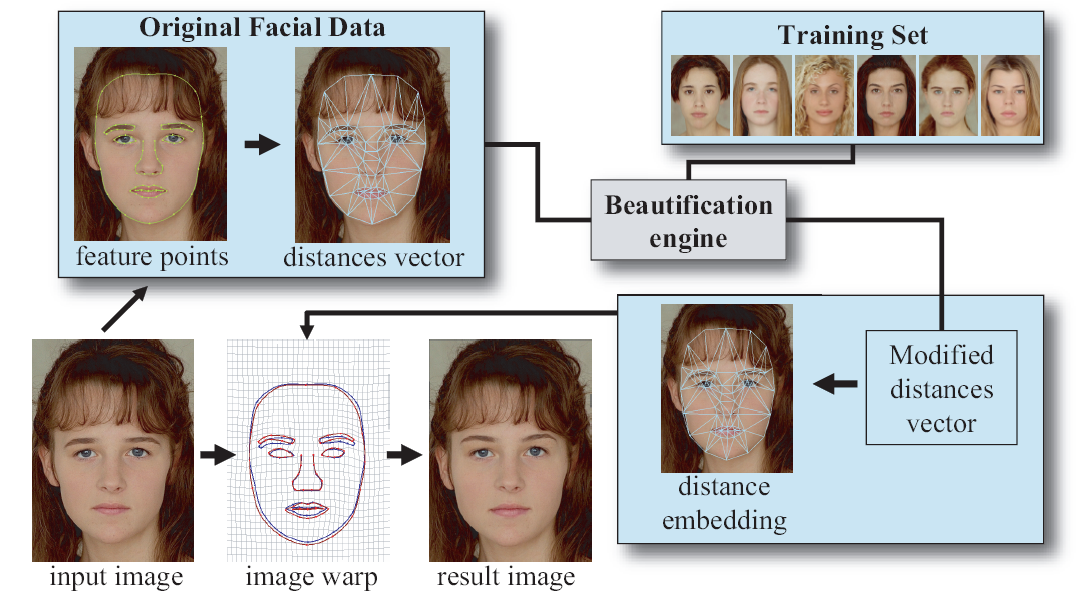 Original Facial Data
feature points
distances vector
Training Set
Beautification
engine
Modified
distances
vector
distance
embedding
input image
image warp
result image